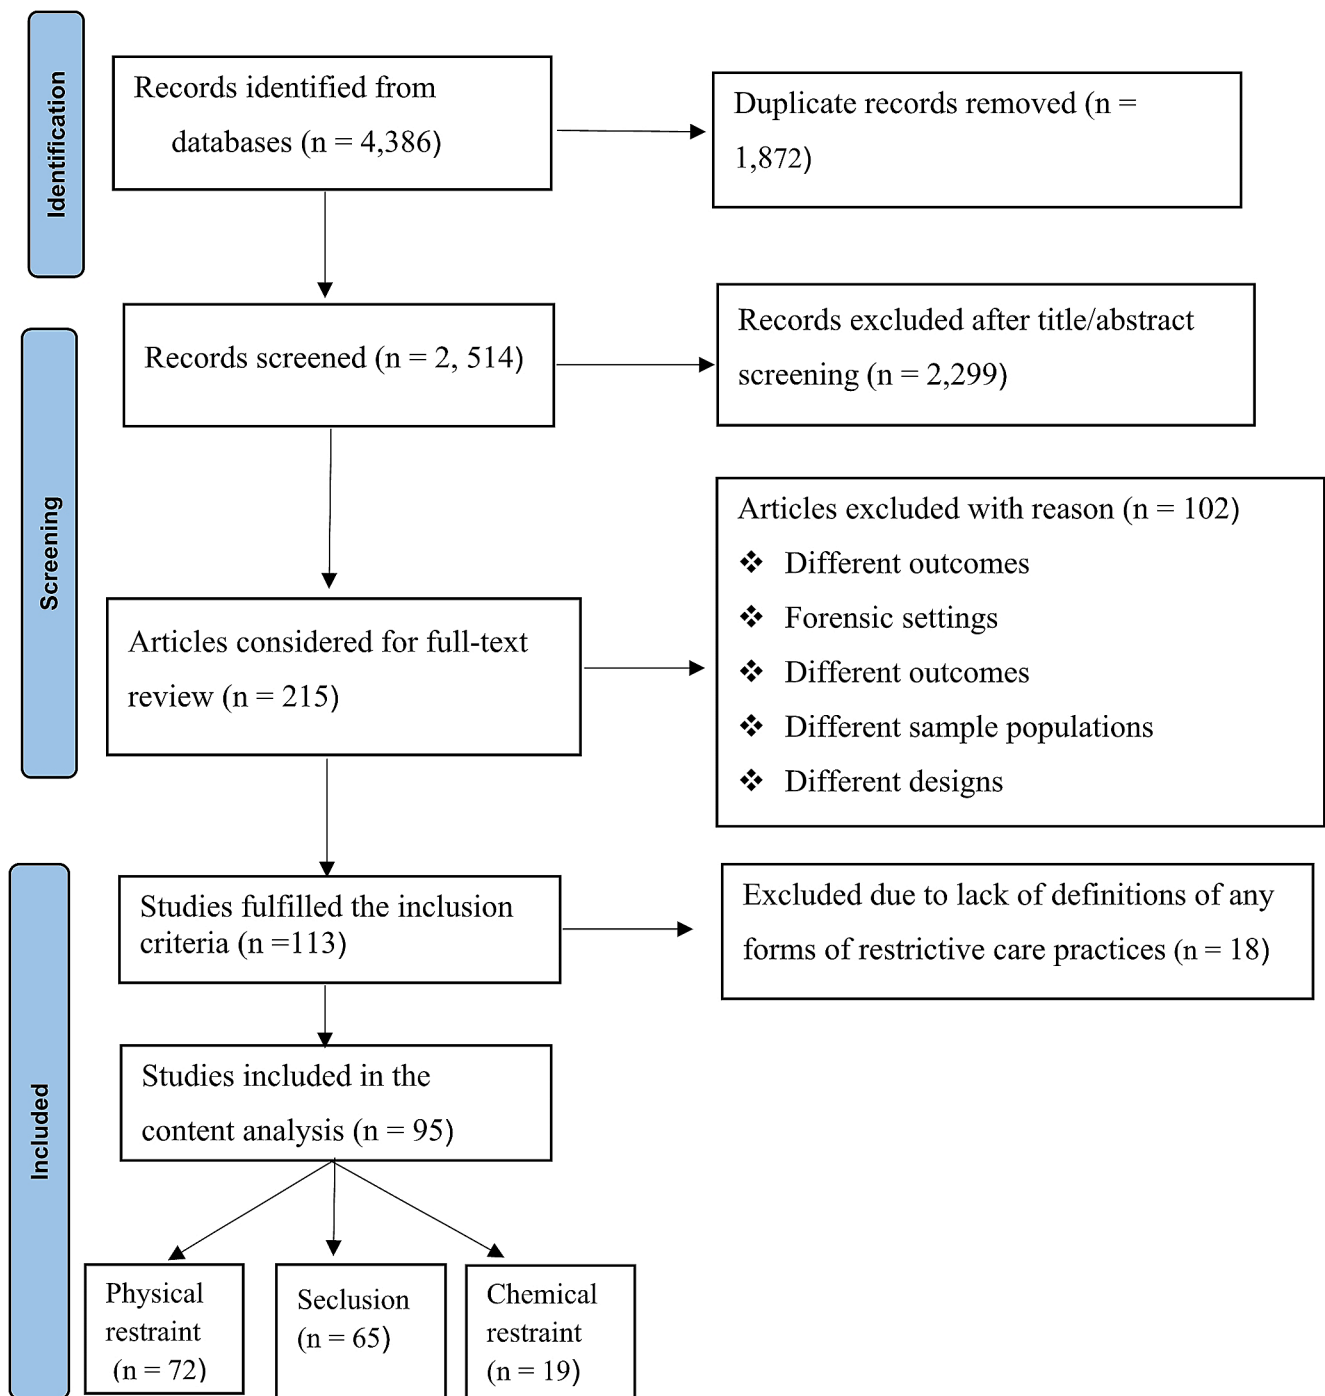 Identification
Records identified from
databases (n = 4,386)
Duplicate records removed (n =
1,872)
Screening
Records screened (n = 2, 514)
Records excluded after title/abstract
screening (n = 2,299)
Articles considered for full-text
review (n = 215)
Articles excluded with reason (n = 102)
❖ Different outcomes
❖ Forensic settings
❖ Different outcomes
❖ Different sample populations
❖ Different designs
Included
Studies fulfilled the inclusion
criteria (n =113)
Excluded due to lack of definitions of any
forms of restrictive care practices (n = 18)
Studies included in the
content analysis (n = 95)
Physical
restraint
(n = 72)
Seclusion
(n = 65)
Chemical
restraint
(n = 19)